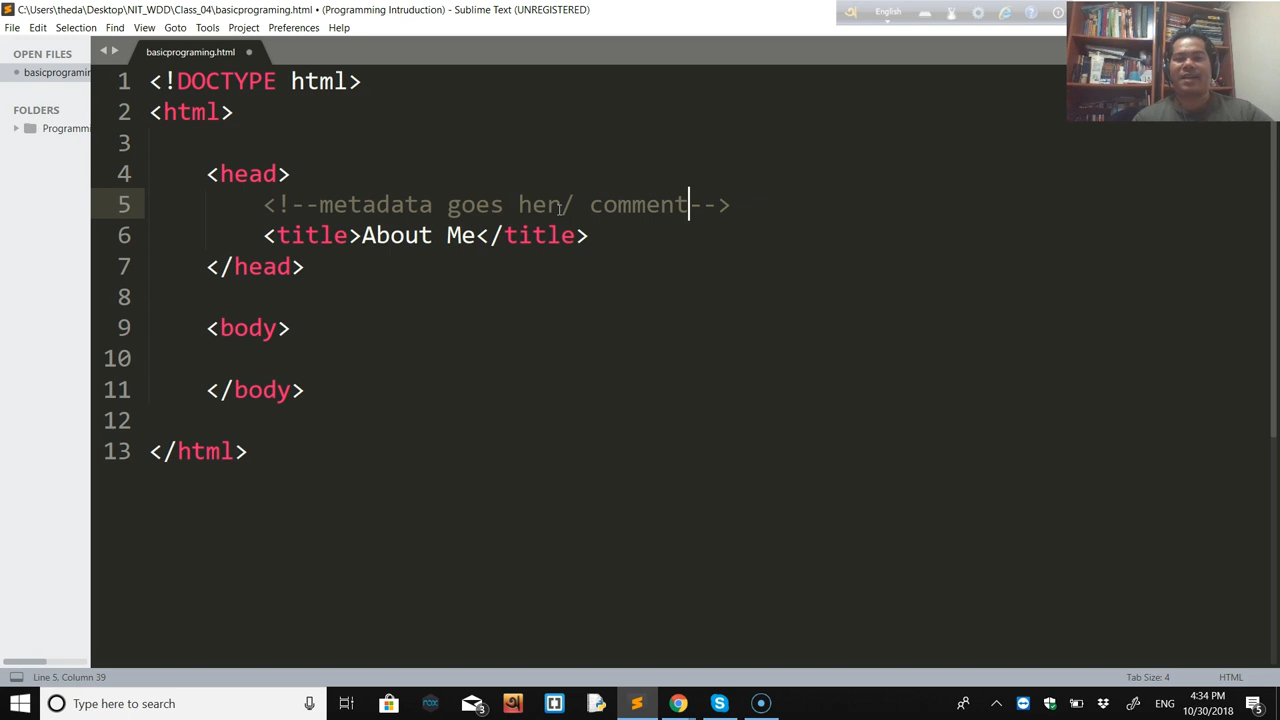 C:\Users\theda\Desktop\NIT_WDD\Class_04\basicprograming.html • (Programming Intruduction) - Sublime Text (UNREGISTERED)
English
File Edit Selection Find View Goto Tools Project Preferences Help
OPEN FILES
basicprograming.html
basicprograming
FOLDERS
Programmi
1 <!DOCTYPE html>
2 <html>
3
4 <head>
5 <!--metadata goes her/ comment-->
6 <title>About Me</title>
7 </head>
8
9 <body>
10
11 </body>
12
13 </html>
Line 5, Column 39
Tab Size: 4
HTML
Type here to search
3
ENG
4:34 PM
10/30/2018
5